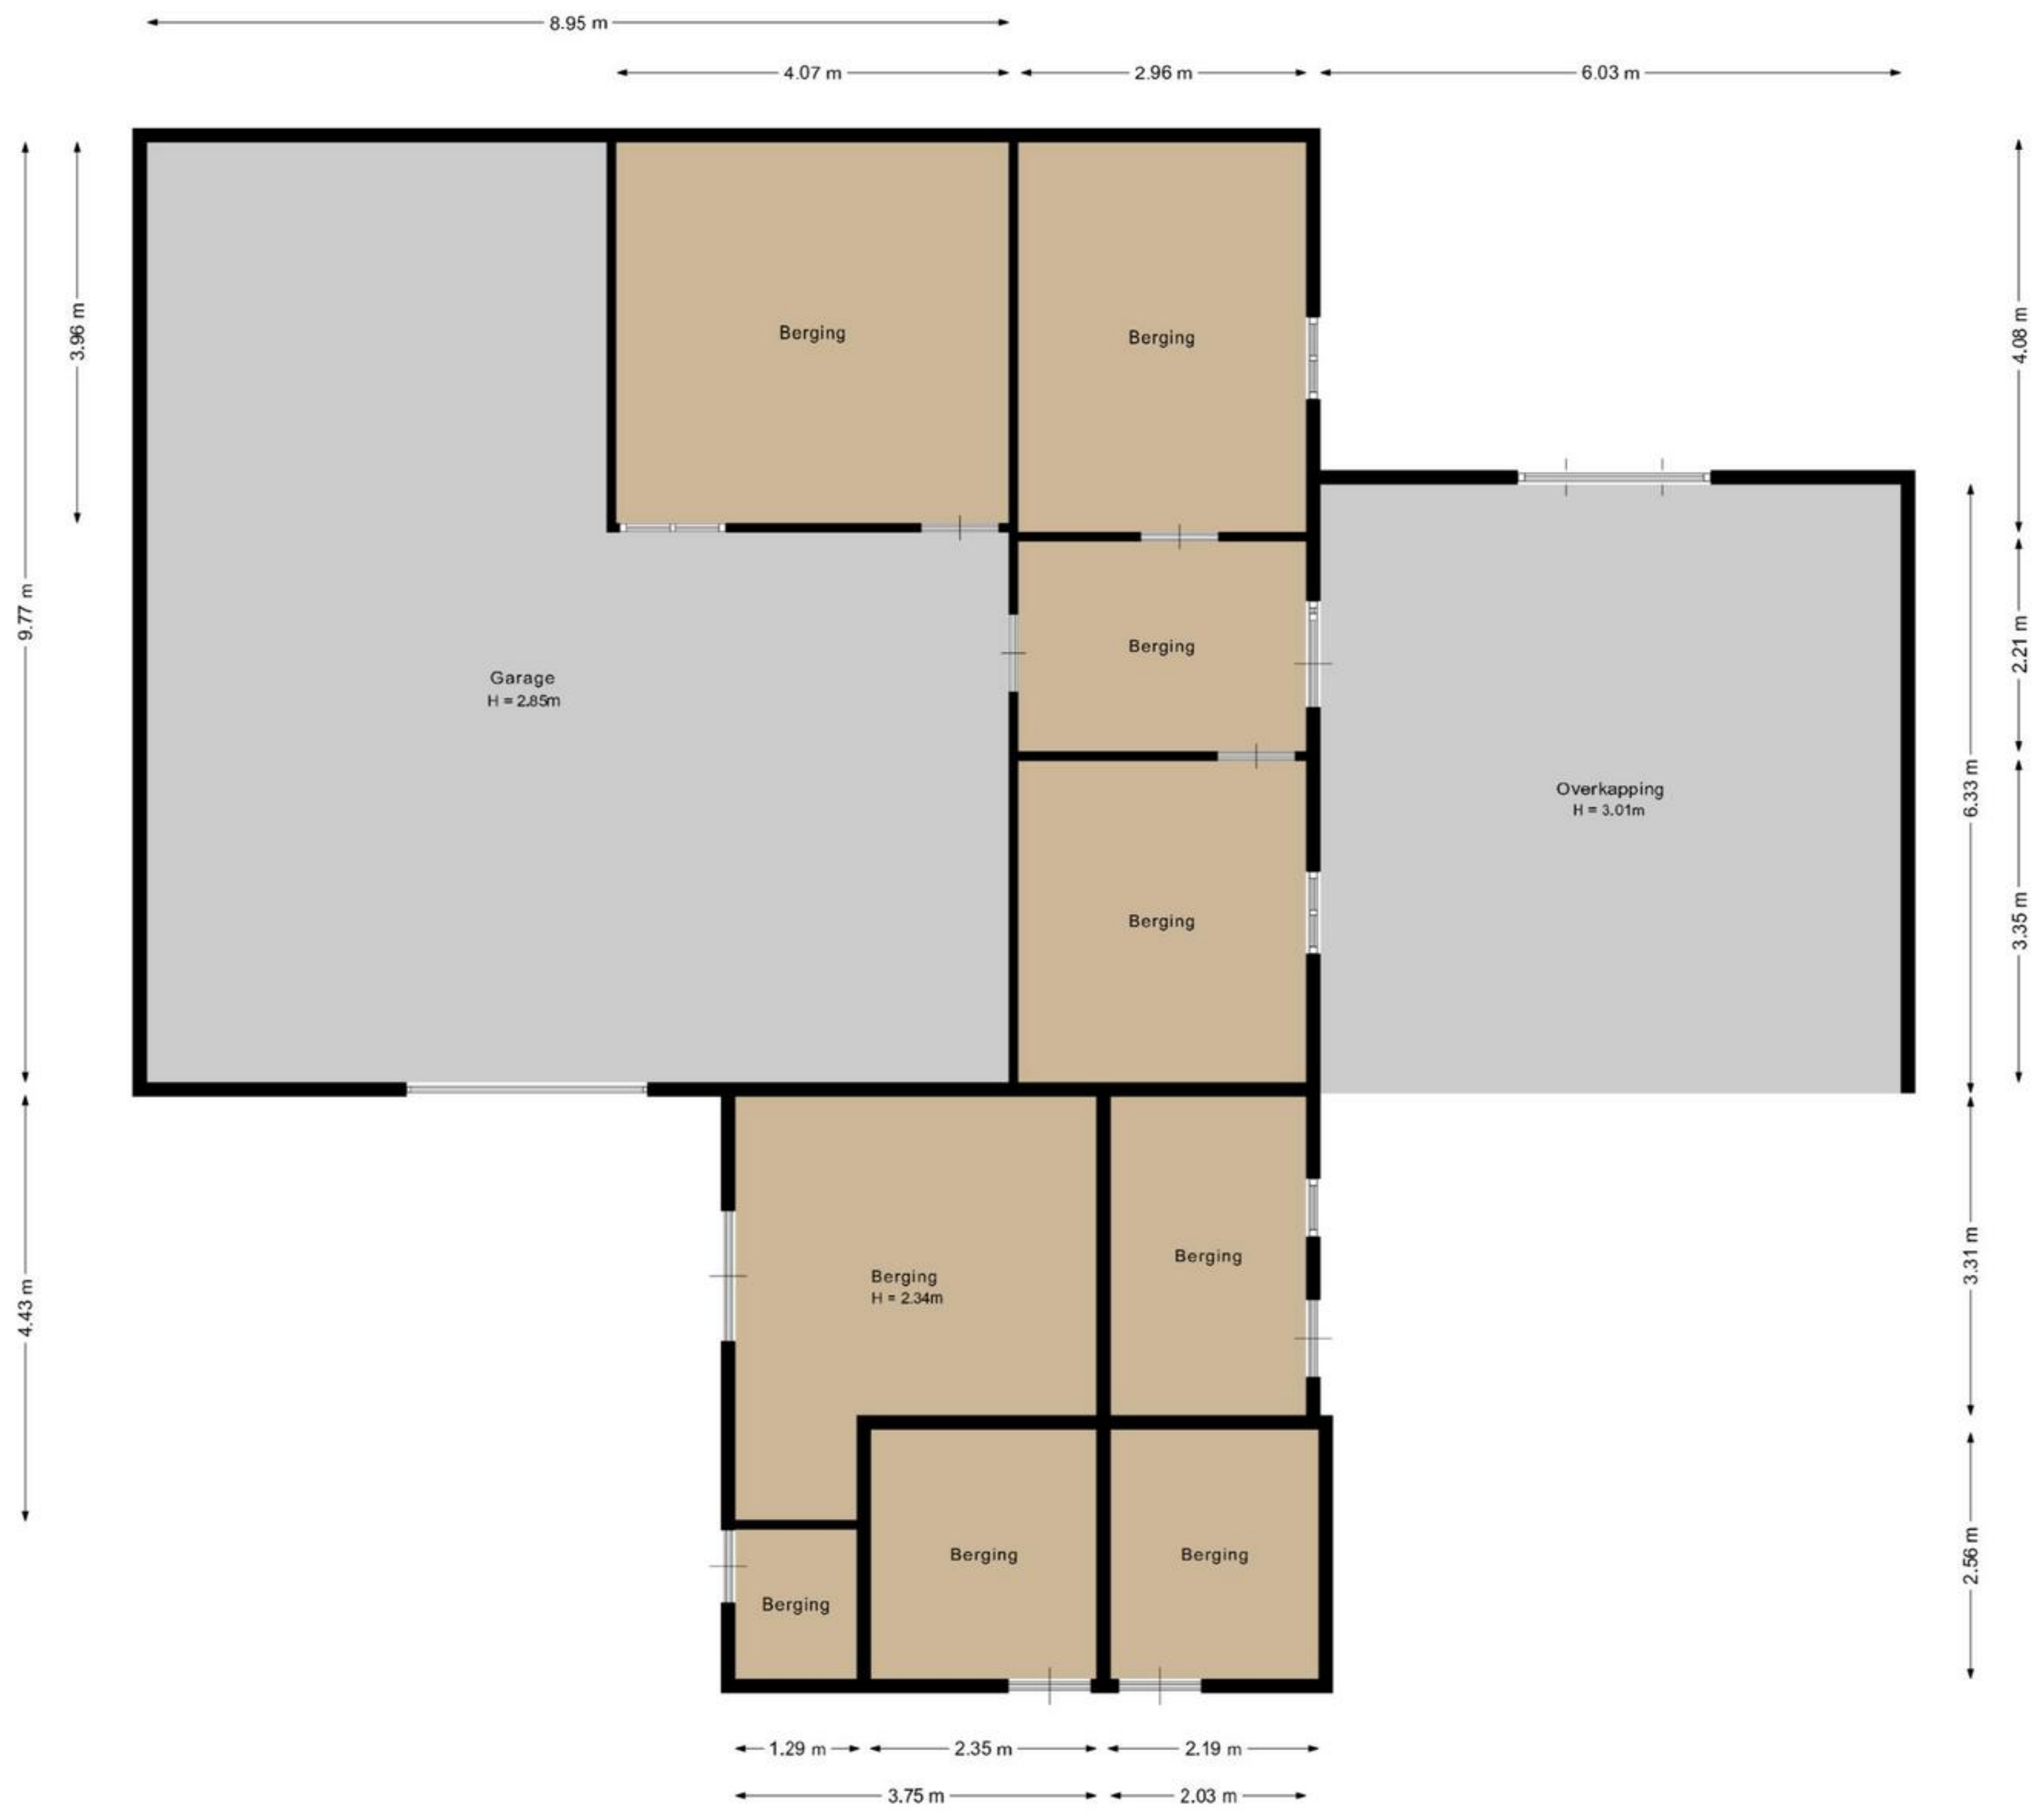 8.95 m
4.07 m
2.96 m
6.03 m
3.96 m
4.08 m
Berging
Berging
9.77 m
2.21 m
Berging
Garage
H = 2.85m
Overkapping
H = 3.01m
6.33 m
Berging
3.35 m
Berging
3.31 m
Berging
H = 2.34m
4.43 m
Berging
Berging
2.56 m
Berging
1.29 m
2.35 m
2.19 m
3.75 m
2.03 m